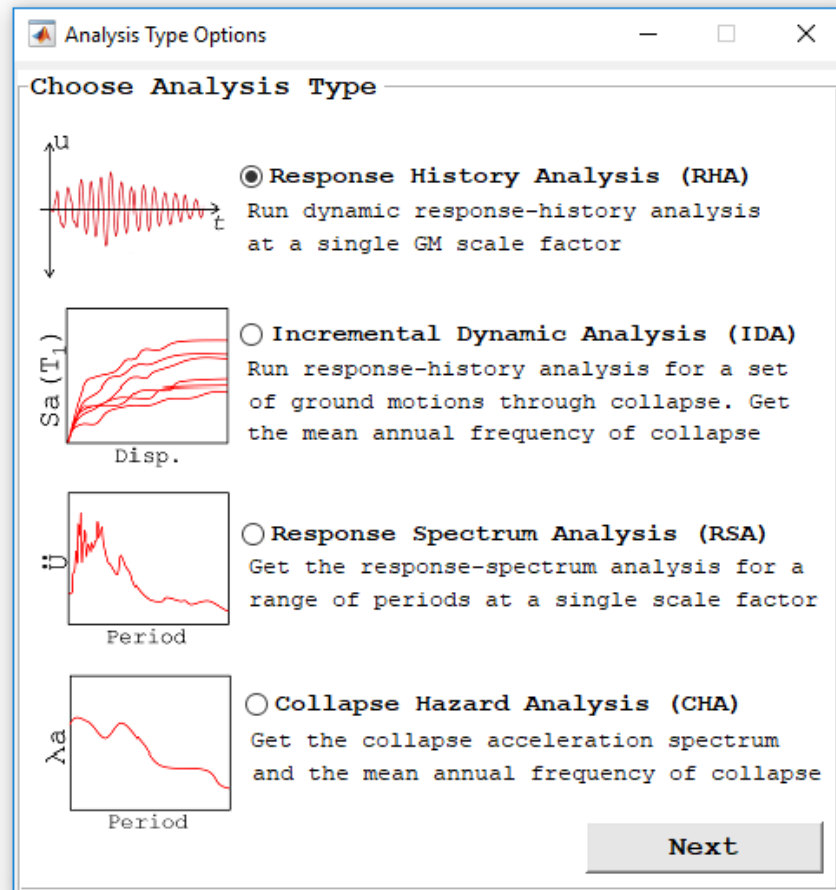 Analysis Type Options
Choose Analysis Type
u
t
Response History Analysis (RHA)
Run dynamic response-history analysis
at a single GM scale factor
Sa(T₁)
Disp.
Incremental Dynamic Analysis (IDA)
Run response-history analysis for a set
of ground motions through collapse. Get
the mean annual frequency of collapse
Ü
Period
Response Spectrum Analysis (RSA)
Get the response-spectrum analysis for a
range of periods at a single scale factor
λa
Period
Collapse Hazard Analysis (CHA)
Get the collapse acceleration spectrum
and the mean annual frequency of collapse
Next